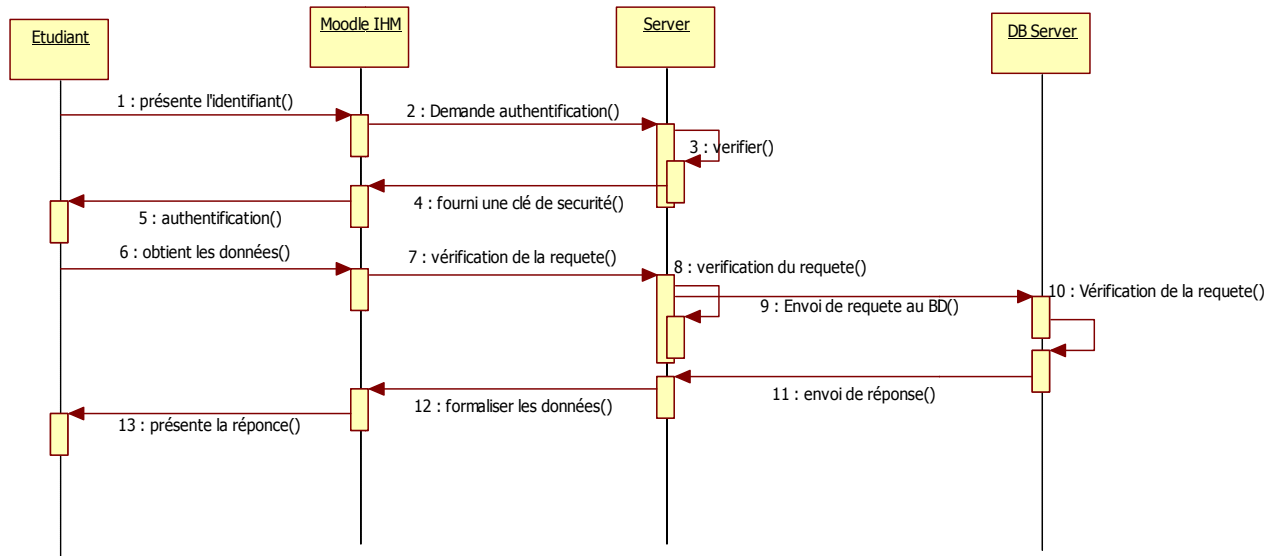 Etudiant
Moodle IHM
Server
DB Server
1 : présente l'identifiant()
2 : Demande authentification()
3 : verifier()
4 : fourni une clé de securité()
5 : authentification()
6 : obtient les données()
7 : vérification de la requete()
8 : verification du requete()
9 : Envoi de requete au BD()
10 : Vérification de la requete()
11 : envoi de réponse()
12 : formaliser les données()
13 : présente la réponce()